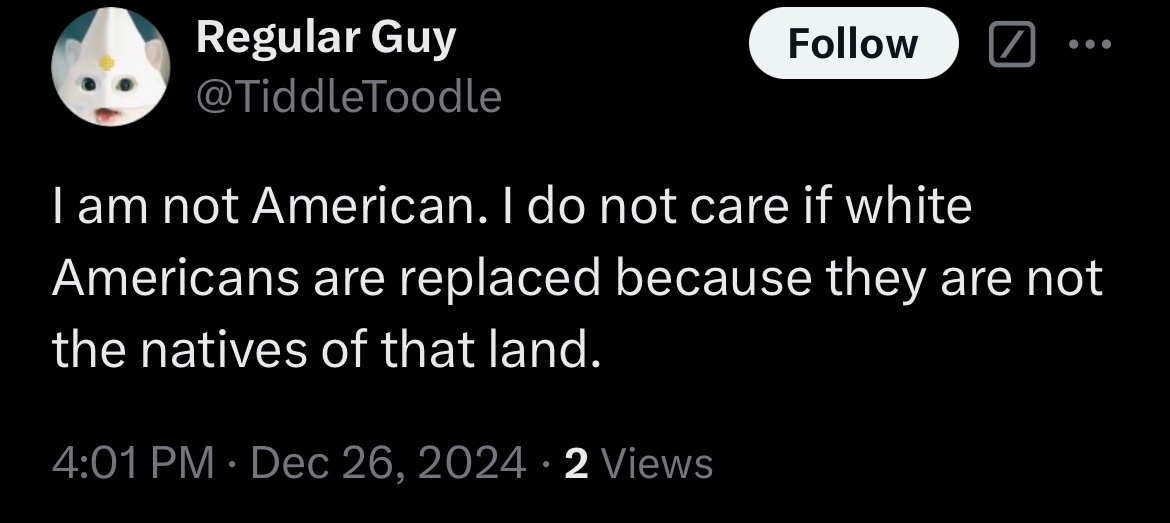 Regular Guy
Follow
@TiddleToodle
I am not American. I do not care if white
Americans are replaced because they are not
the natives of that land.
4:01 PM · Dec 26, 2024 · 2 Views